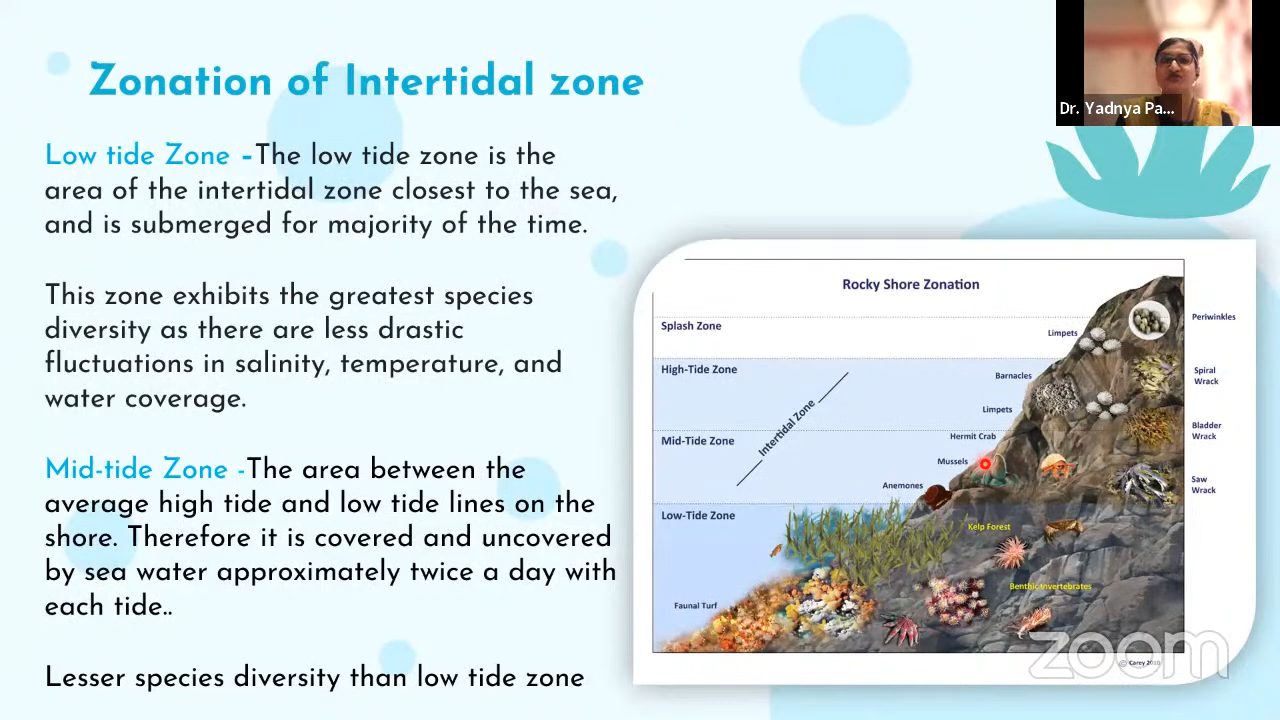 Zonation of Intertidal zone
Dr. Yadnya Pa...
Low tide Zone -The low tide zone is the
area of the intertidal zone closest to the sea,
and is submerged for majority of the time.
This zone exhibits the greatest species
diversity as there are less drastic
fluctuations in salinity, temperature, and
water coverage.
Mid-tide Zone -The area between the
average high tide and low tide lines on the
shore. Therefore it is covered and uncovered
by sea water approximately twice a day with
each tide..
Lesser species diversity than low tide zone
Rocky Shore Zonation
Splash Zone
Limpets
Periwinkles
High-Tide Zone
Barnacles
Spiral
Wrack
Limpets
Intertidal Zone
Bladder
Wrack
Mid-Tide Zone
Hermit Crab
Mussels
Anemones
Saw
Wrack
Low-Tide Zone
Kelp Forest
Benthic Invertebrates
Faunal Turf
zoom
© Carey 2010